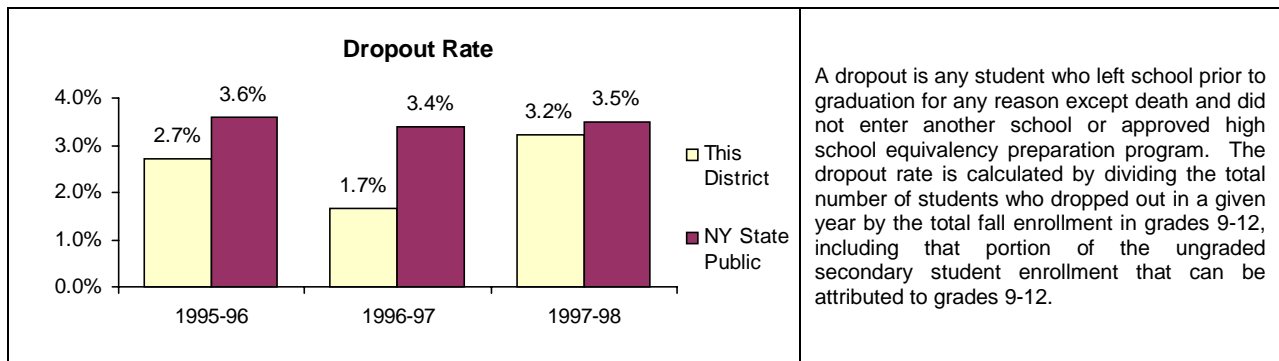 Dropout Rate
4.0%
3.0%
2.0%
1.0%
0.0%
2.7%
3.6%
1.7%
3.4%
3.2%
3.5%
1995-96
1996-97
1997-98
This
District
NY State
Public
A dropout is any student who left school prior to
graduation for any reason except death and did
not enter another school or approved high
school equivalency preparation program. The
dropout rate is calculated by dividing the total
number of students who dropped out in a given
year by the total fall enrollment in grades 9-12,
including that portion of the ungraded
secondary student enrollment that can be
attributed to grades 9-12.